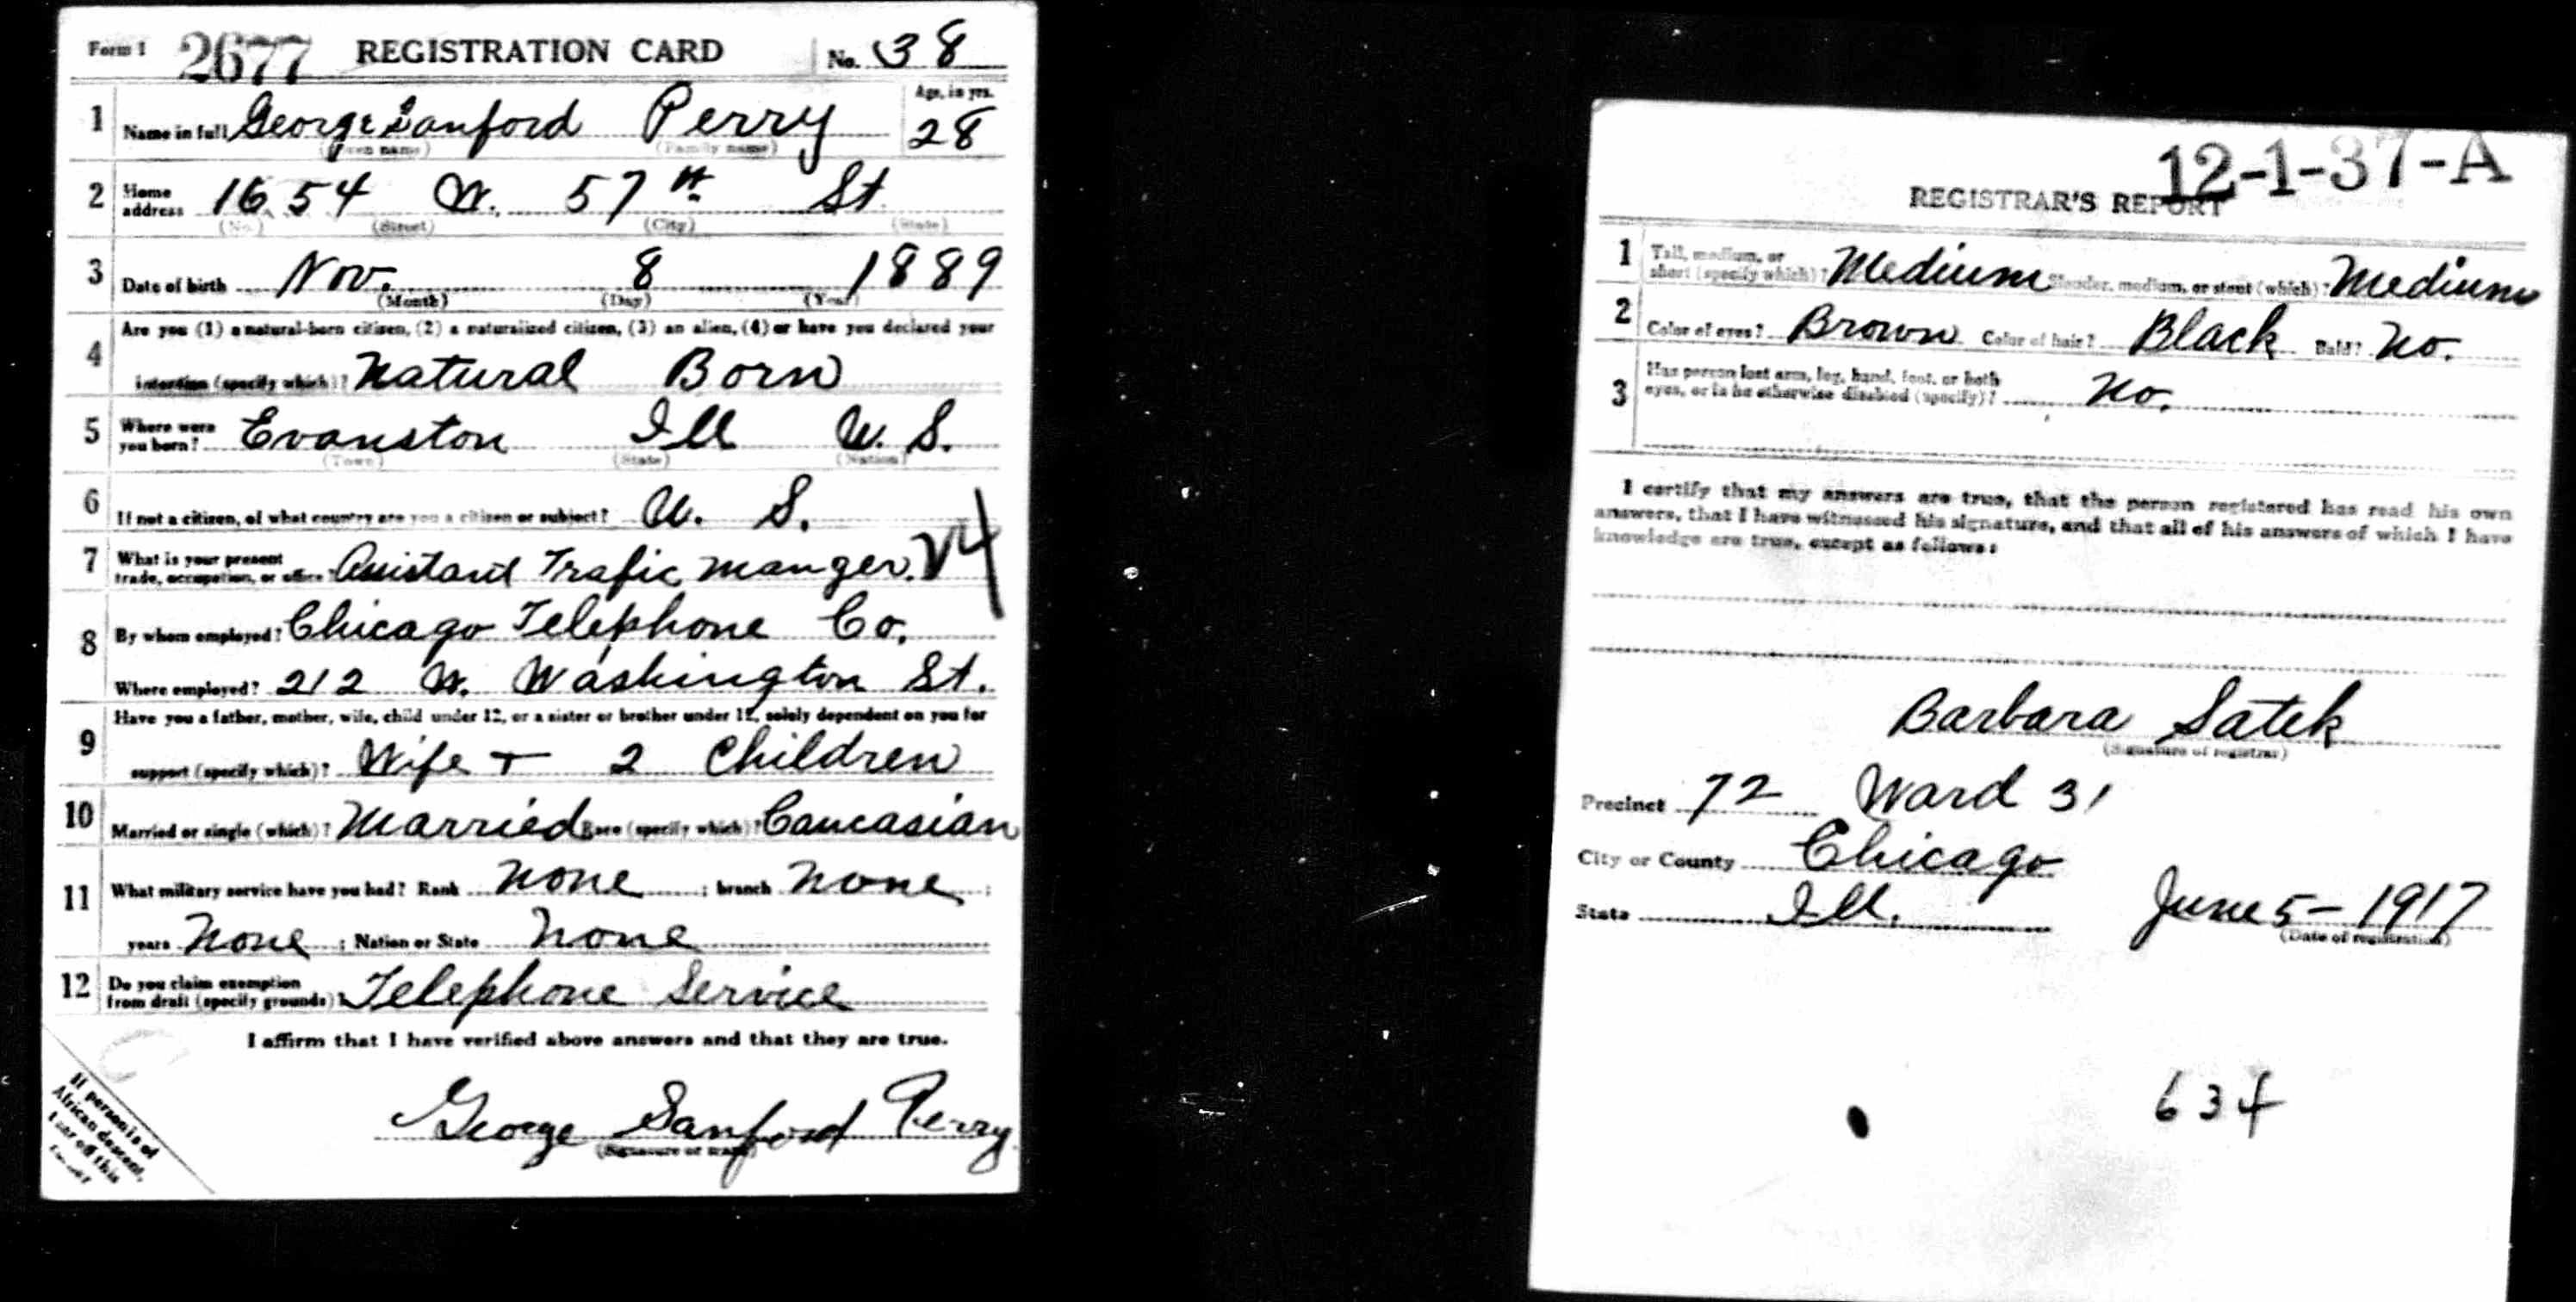 Form 1 2677 REGISTRATION CARD No. 38
1 Name in full George Sanford Perry Age, in yrs. 28
(Given name) (Family name)
2 Home address 1654 W. 57th St.
(No.) (Street) (City) (State)
3 Date of birth Nov. 8 1889
(Month) (Day) (Year)
4 Are you (1) a natural-born citizen, (2) a naturalized citizen, (3) an alien, (4) or have you declared your
intention (specify which)? Natural Born
5 Where were you born? Evanston Ill U. S.
(Town) (State) (Nation)
6 If not a citizen, of what country are you a citizen or subject? U. S.
7 What is your present trade, occupation, or office? Assistant Trafic manger. V4
8 By whom employed? Chicago Telephone Co.
Where employed? 212 W. Washington St.
9 Have you a father, mother, wife, child under 12, or a sister or brother under 12, solely dependent on you for
support (specify which)? Wife + 2 Children
10 Married or single (which)? Married Race (specify which)? Caucasian
11 What military service have you had? Rank none ; branch none ;
years none ; Nation or State none
12 Do you claim exemption from draft (specify grounds)? Telephone Service
I affirm that I have verified above answers and that they are true.
George Sanford Perry
(Signature or mark)
If person is of
African descent,
tear off this
corner
12-1-37-A
REGISTRAR'S REPORT
1 Tall, medium, or short (specify which)? Medium Slender, medium, or stout (which)? Medium
2 Color of eyes? Brown Color of hair? Black Bald? No.
3 Has person lost arm, leg, hand, foot, or both eyes, or is he otherwise disabled (specify)? No.
I certify that my answers are true, that the person registered has read his own
answers, that I have witnessed his signature, and that all of his answers of which I have
knowledge are true, except as follows:
Barbara Satek
(Signature of registrar)
Precinct 72 Ward 31
City or County Chicago
State Ill. June 5 - 1917
(Date of registration)
634